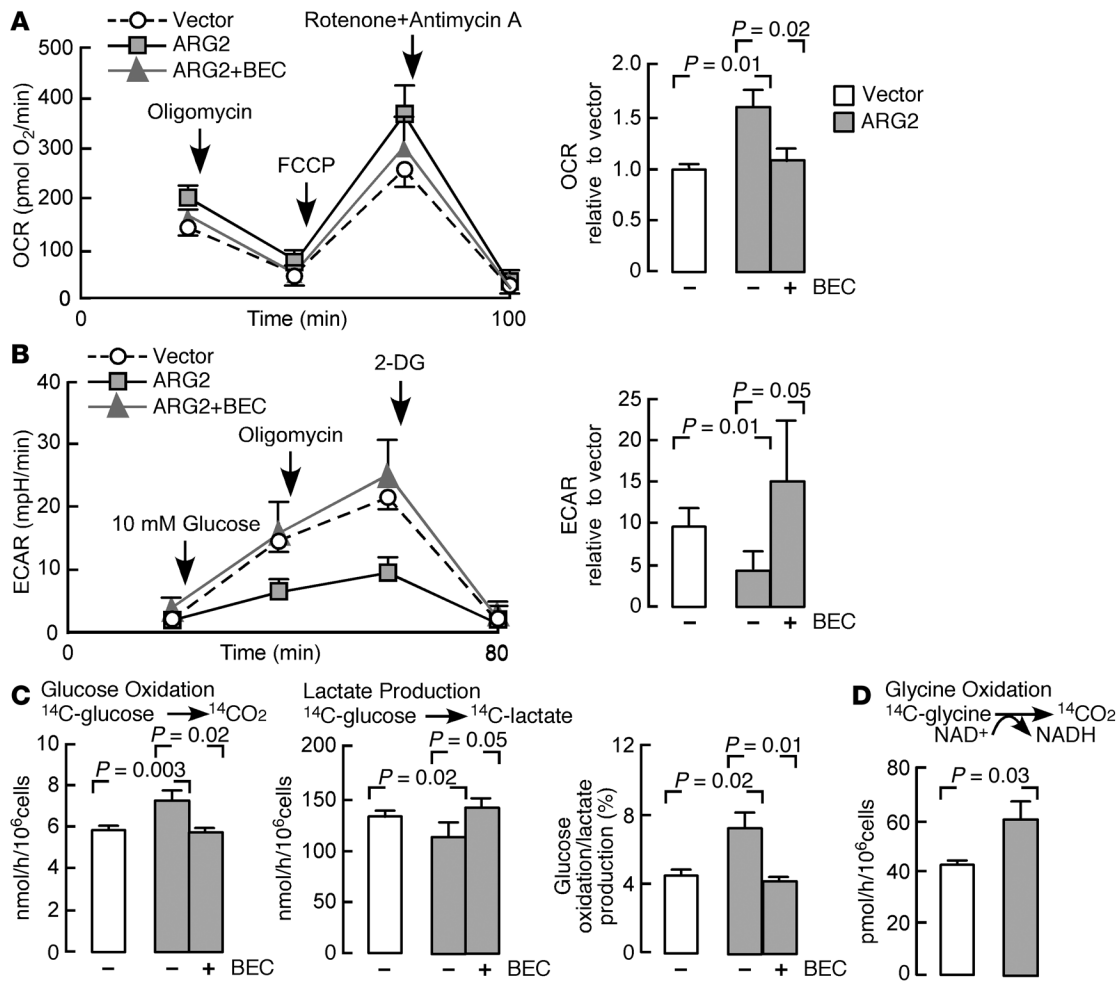 A
Vector
ARG2
ARG2+BEC
Rotenone+Antimycin A
Oligomycin
FCCP
OCR (pmol O2/min)
500
400
300
200
100
0
0
Time (min)
100
P = 0.02
P = 0.01
Vector
ARG2
OCR
relative to vector
2.0
1.5
1.0
0.5
0
– – + BEC
B
Vector
ARG2
ARG2+BEC
2-DG
Oligomycin
10 mM Glucose
ECAR (mpH/min)
40
30
20
10
0
0
Time (min)
80
P = 0.05
P = 0.01
ECAR
relative to vector
25
20
15
10
5
0
– – + BEC
C
Glucose Oxidation
14C-glucose 14CO2
P = 0.02
P = 0.003
nmol/h/10^6cells
10
8
6
4
2
0
– – + BEC
Lactate Production
14C-glucose 14C-lactate
P = 0.05
P = 0.02
nmol/h/10^6cells
200
150
100
50
0
– – + BEC
P = 0.01
P = 0.02
Glucose
oxidation/lactate
production (%)
12
8
4
0
– – + BEC
D
Glycine Oxidation
14C-glycine 14CO2
NAD+ NADH
P = 0.03
pmol/h/10^6cells
80
60
40
20
0